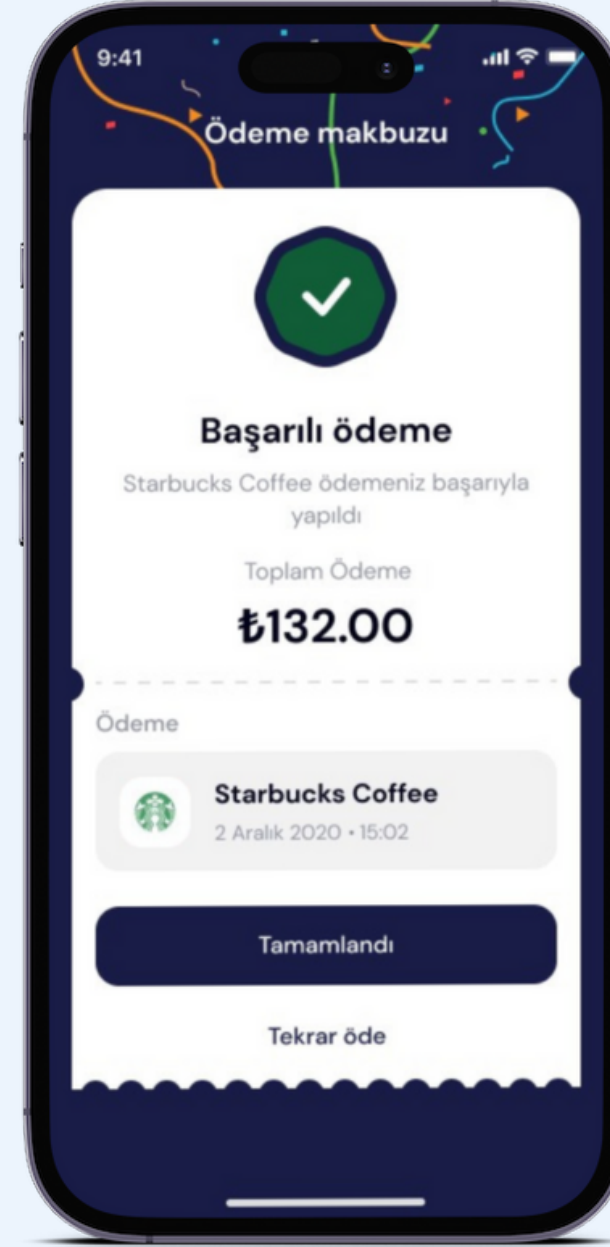 9:41
Ödeme makbuzu
Başarılı ödeme
Starbucks Coffee ödemeniz başarıyla
yapıldı
Toplam Ödeme
₺132.00
Ödeme
Starbucks Coffee
2 Aralık 2020 • 15:02
Tamamlandı
Tekrar öde